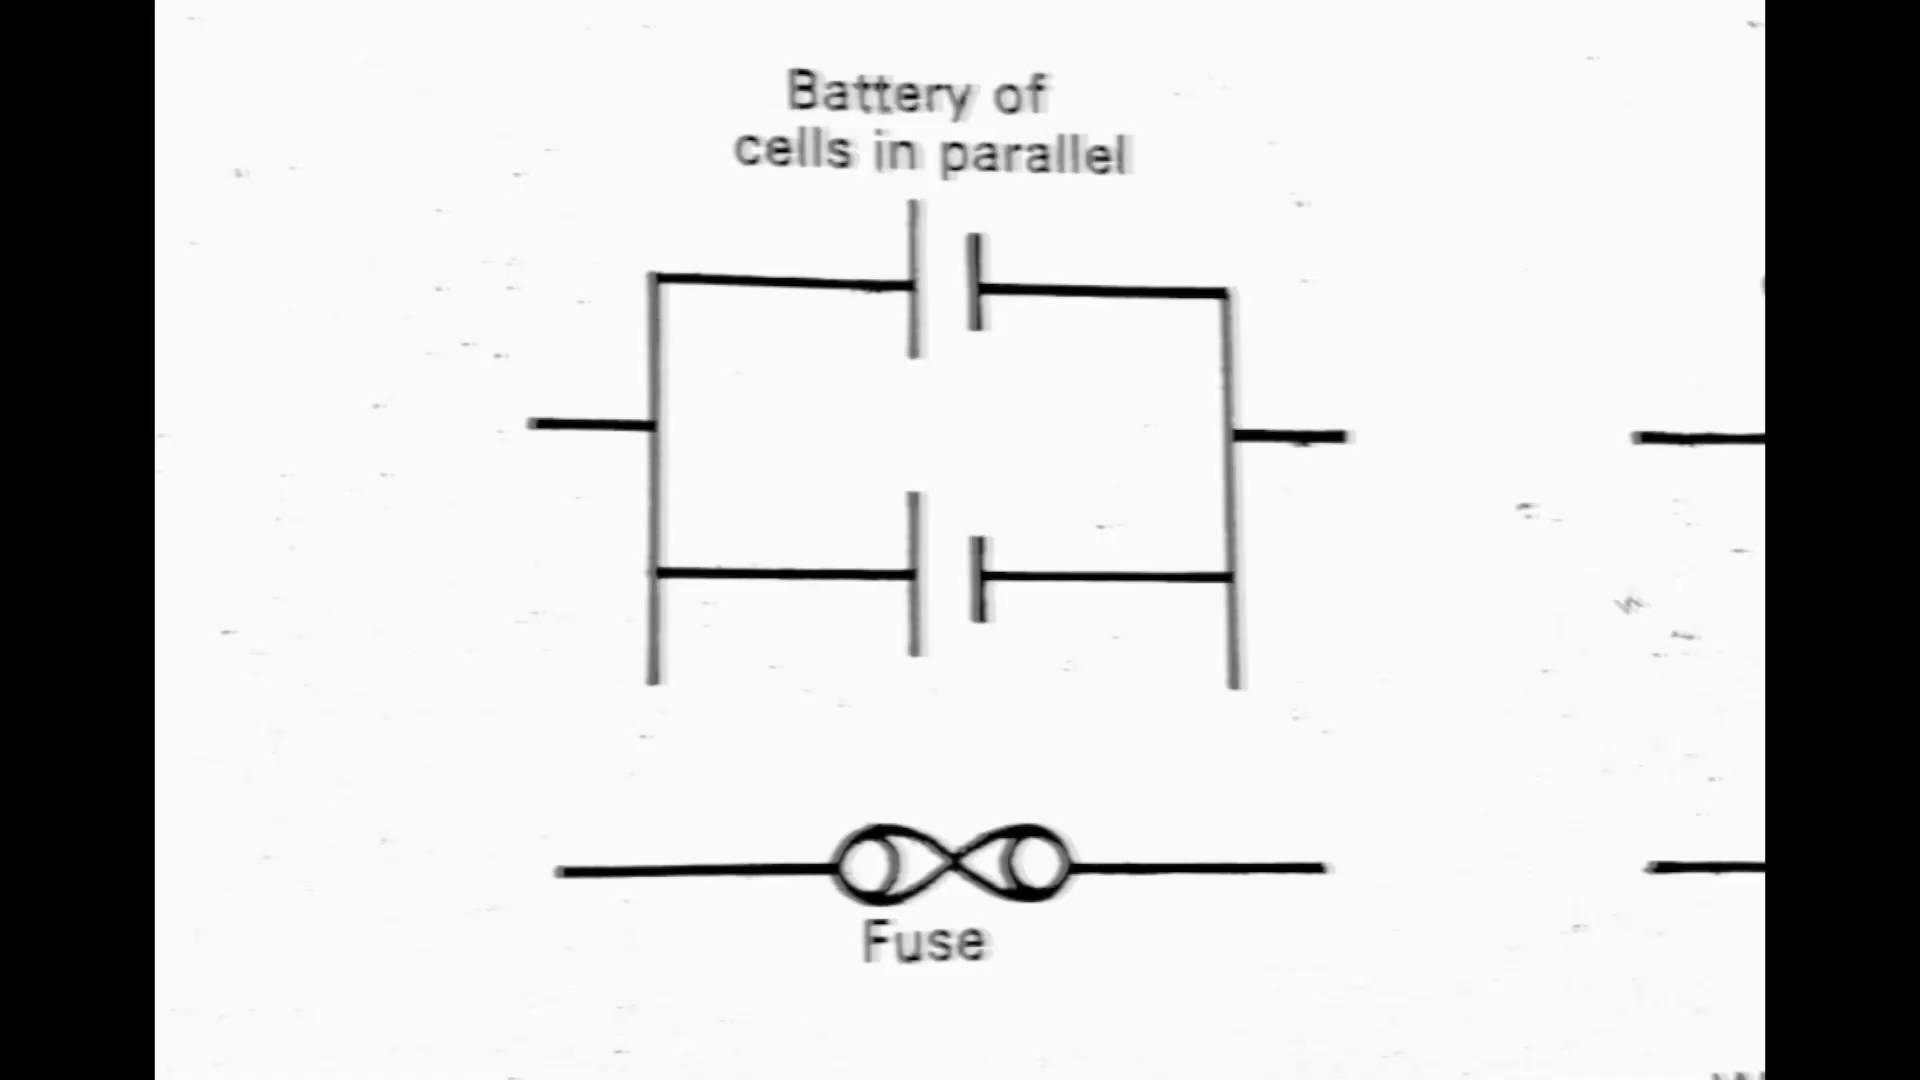 Battery of
cells in parallel
Fuse